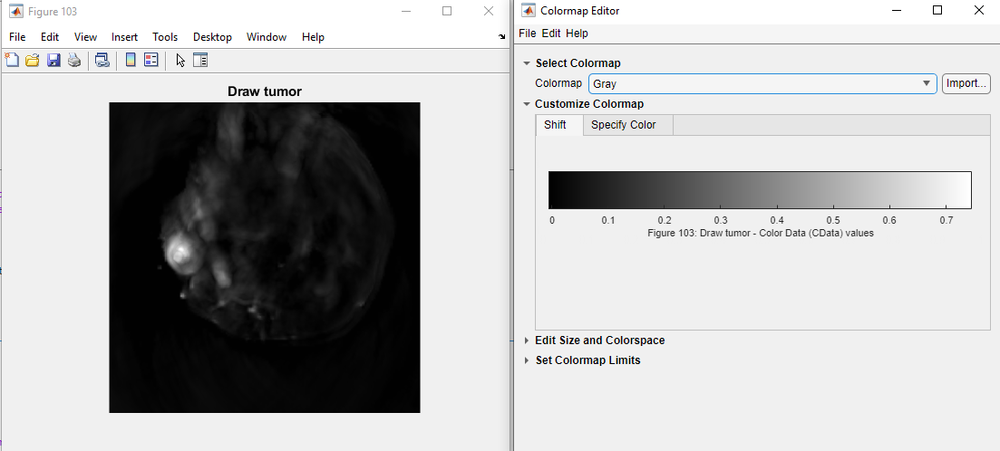 Figure 103
File Edit View Insert Tools Desktop Window Help
Draw tumor
Colormap Editor
File Edit Help
Select Colormap
Colormap Gray Import...
Customize Colormap
Shift Specify Color
0 0.1 0.2 0.3 0.4 0.5 0.6 0.7
Figure 103: Draw tumor - Color Data (CData) values
Edit Size and Colorspace
Set Colormap Limits